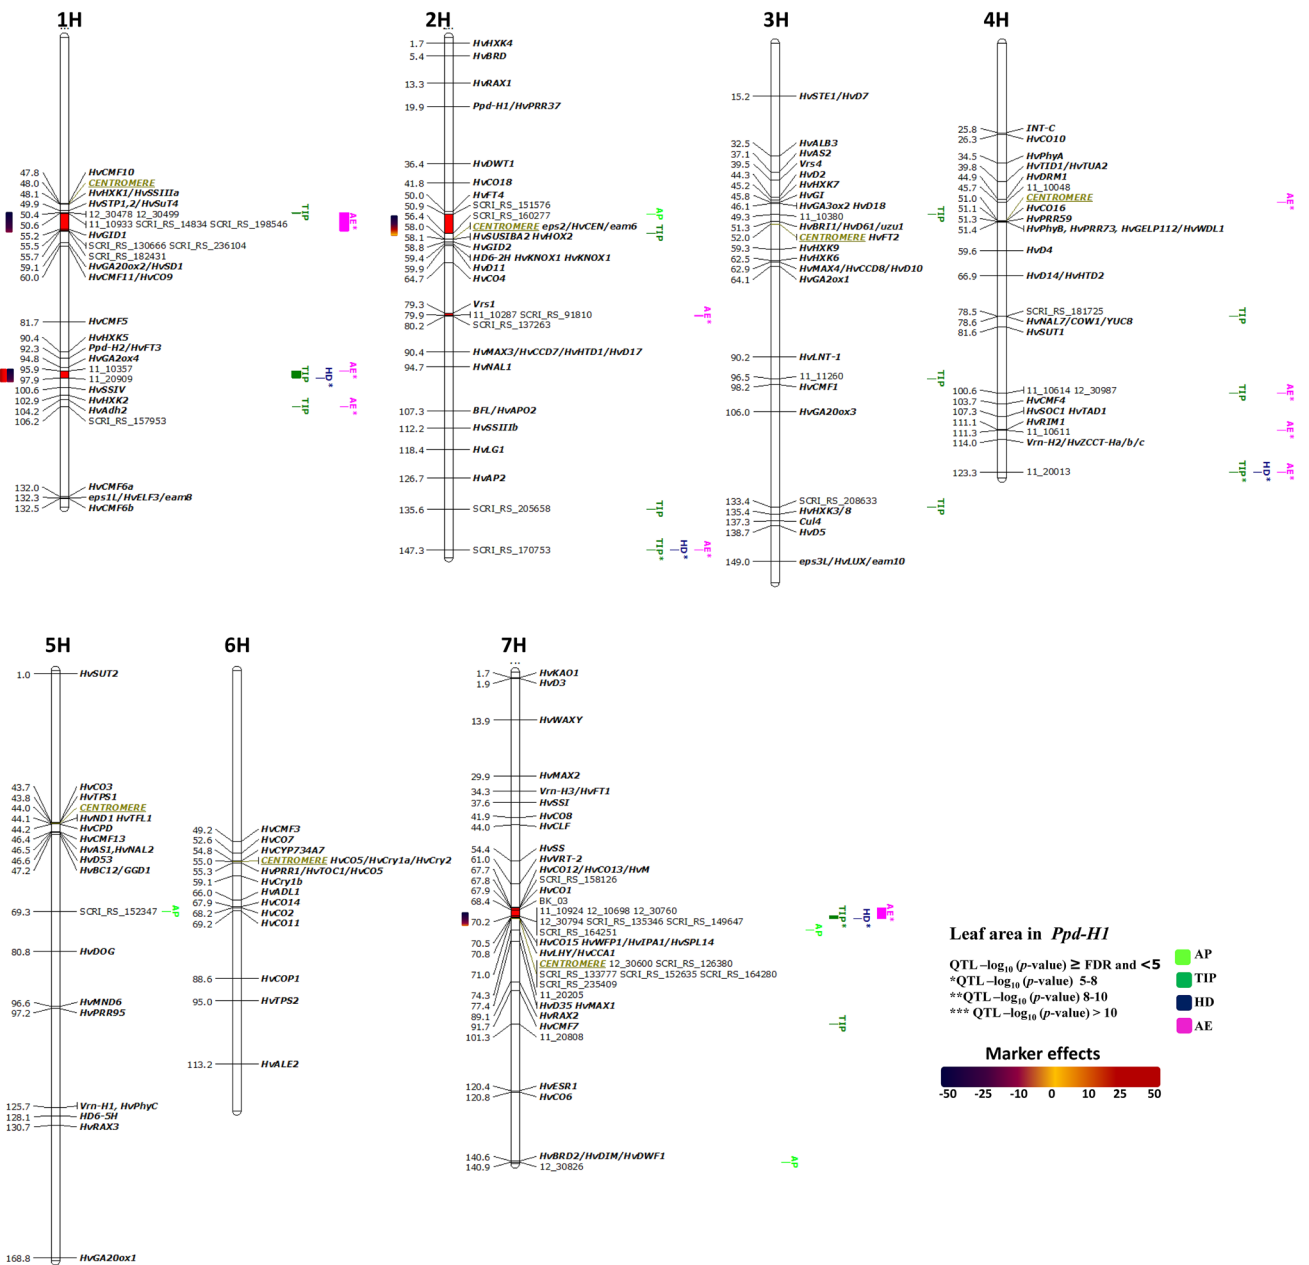 1H
47.8 HvCMF10
48.0 CENTROMERE
48.1 HvHXK1/HvSSIIIa
49.9 HvSTP1,2/HvSuT4
50.4 12_30478 12_30499
50.6 11_10933 SCRI_RS_14834 SCRI_RS_198546
55.2 HvGID1
55.5 SCRI_RS_130666 SCRI_RS_236104
55.7 SCRI_RS_182431
59.1 HvGA20ox2/HvSD1
60.0 HvCMF11/HvCO9
81.7 HvCMF5
90.4 HvHXK5
92.3 Ppd-H2/HvFT3
94.8 HvGA2ox4
95.9 11_10357
97.9 11_20909
100.6 HvSSIV
102.9 HvHXK2
104.2 HvAdh2
106.2 SCRI_RS_157953
132.0 HvCMF6a
132.3 eps1L/HvELF3/eam8
132.5 HvCMF6b
TIP
AE*
TIP
HD*
AE*
TIP
AE*
2H
1.7 HvHXK4
5.4 HvBRD
13.3 HvRAX1
19.9 Ppd-H1/HvPRR37
36.4 HvDWT1
41.8 HvCO18
50.0 HvFT4
50.9 SCRI_RS_151576
56.4 SCRI_RS_160277
58.0 CENTROMERE eps2/HvCEN/eam6
58.1 HvSUSIBA2 HvHOX2
58.8 HvGID2
59.4 HD6-2H HvKNOX1 HvKNOX1
59.9 HvD11
64.7 HvCO4
79.3 Vrs1
79.9 11_10287 SCRI_RS_91810
80.2 SCRI_RS_137263
90.4 HvMAX3/HvCCD7/HvHTD1/HvD17
94.7 HvNAL1
107.3 BFL/HvAPO2
112.2 HvSSIIIb
118.4 HvLG1
126.7 HvAP2
135.6 SCRI_RS_205658
147.3 SCRI_RS_170753
AP
TIP
AE*
TIP
TIP*
HD*
AE*
3H
15.2 HvSTE1/HvD7
32.5 HvALB3
37.1 HvAS2
39.5 Vrs4
44.3 HvD2
45.2 HvHXK7
45.8 HvGI
46.1 HvGA3ox2 HvD18
49.3 11_10380
51.3 HvBRI1/HvD61/uzu1
52.0 CENTROMERE HvFT2
59.3 HvHXK9
62.5 HvHXK6
62.9 HvMAX4/HvCCD8/HvD10
64.1 HvGA2ox1
90.2 HvLNT-1
96.5 11_11260
98.2 HvCMF1
106.0 HvGA20ox3
133.4 SCRI_RS_208633
135.4 HvHXK3/8
137.3 Cul4
138.7 HvD5
149.0 eps3L/HvLUX/eam10
TIP
TIP
TIP
4H
25.8 INT-C
26.3 HvCO10
34.5 HvPhyA
39.8 HvTID1/HvTUA2
44.9 HvDRM1
45.7 11_10048
51.0 CENTROMERE
51.1 HvCO16
51.2 HvPRR59
51.4 HvPhyB, HvPRR73, HvGELP112/HvWDL1
59.6 HvD4
66.9 HvD14/HvHTD2
78.5 SCRI_RS_181725
78.6 HvNAL7/COW1/YUC8
81.6 HvSUT1
100.6 11_10614 12_30987
103.7 HvCMF4
107.3 HvSOC1 HvTAD1
111.1 HvRIM1
111.3 11_10611
114.0 Vrn-H2/HvZCCT-Ha/b/c
123.3 11_20013
AE*
TIP
TIP
AE*
AE*
TIP*
HD*
AE*
5H
1.0 HvSUT2
43.7 HvCO3
43.8 HvTPS1
44.0 CENTROMERE
44.1 HvND1 HvTFL1
44.2 HvCPD
46.4 HvCMF13
46.5 HvAS1,HvNAL2
46.6 HvD53
47.2 HvBC12/GGD1
69.3 SCRI_RS_152347
80.8 HvDOG
96.6 HvMND6
97.2 HvPRR95
125.7 Vrn-H1, HvPhyC
128.1 HD6-5H
130.7 HvRAX3
168.8 HvGA20ox1
AP
6H
49.2 HvCMF3
52.6 HvCO7
54.8 HvCYP734A7
55.0 CENTROMERE HvCO5/HvCry1a/HvCry2
55.3 HvPRR1/HvTOC1/HvCO5
59.1 HvCry1b
66.0 HvADL1
67.9 HvCO14
68.2 HvCO2
69.2 HvCO11
88.6 HvCOP1
95.0 HvTPS2
113.2 HvALE2
7H
1.7 HvKAO1
1.9 HvD3
13.9 HvWAXY
29.9 HvMAX2
34.3 Vrn-H3/HvFT1
37.6 HvSSI
41.9 HvCO8
44.0 HvCLF
54.4 HvSS
61.0 HvVRT-2
67.7 HvCO12/HvCO13/HvM
67.8 SCRI_RS_158126
67.9 HvCO1
68.4 BK_03
11_10924 12_10698 12_30760
70.2 12_30794 SCRI_RS_135346 SCRI_RS_149647
SCRI_RS_164251
70.5 HvCO15 HvWFP1/HvIPA1/HvSPL14
70.8 HvLHY/HvCCA1
CENTROMERE 12_30600 SCRI_RS_126380
71.0 SCRI_RS_133777 SCRI_RS_152635 SCRI_RS_164280
SCRI_RS_235409
74.3 11_20205
77.4 HvD35 HvMAX1
89.1 HvRAX2
91.7 HvCMF7
101.3 11_20808
120.4 HvESR1
120.8 HvCO6
140.6 HvBRD2/HvDIM/HvDWF1
140.9 12_30826
AP
TIP*
HD*
AE*
TIP
AP
Leaf area in Ppd-H1
QTL –log10 (p-value) ≥ FDR and <5
*QTL –log10 (p-value) 5-8
**QTL –log10 (p-value) 8-10
*** QTL –log10 (p-value) > 10
AP
TIP
HD
AE
Marker effects
-50 -25 -10 0 10 25 50